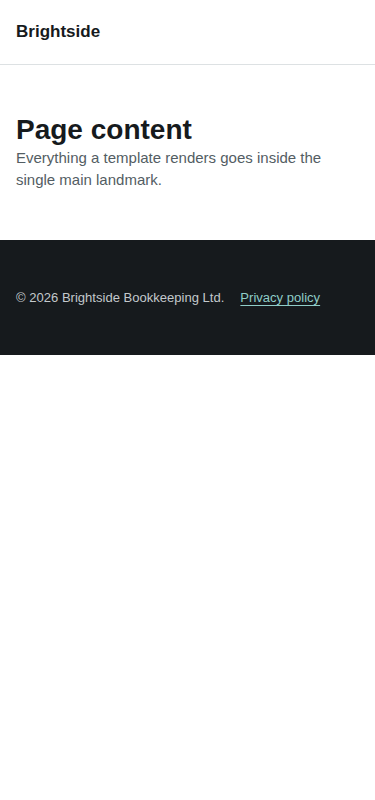 Brightside
Page content
Everything a template renders goes inside the
single main landmark.
© 2026 Brightside Bookkeeping Ltd. Privacy policy